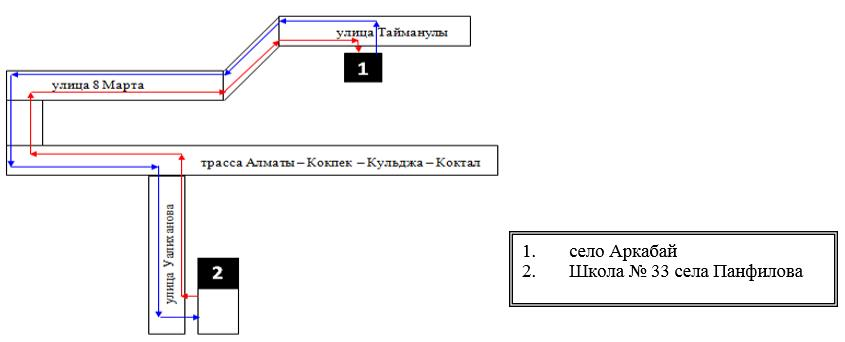 улица Тайманулы
1
улица 8 Марта
трасса Алматы – Кокпек – Кульджа – Коктал
улица Уалиханова
2
1. село Аркабай
2. Школа № 33 села Панфилова